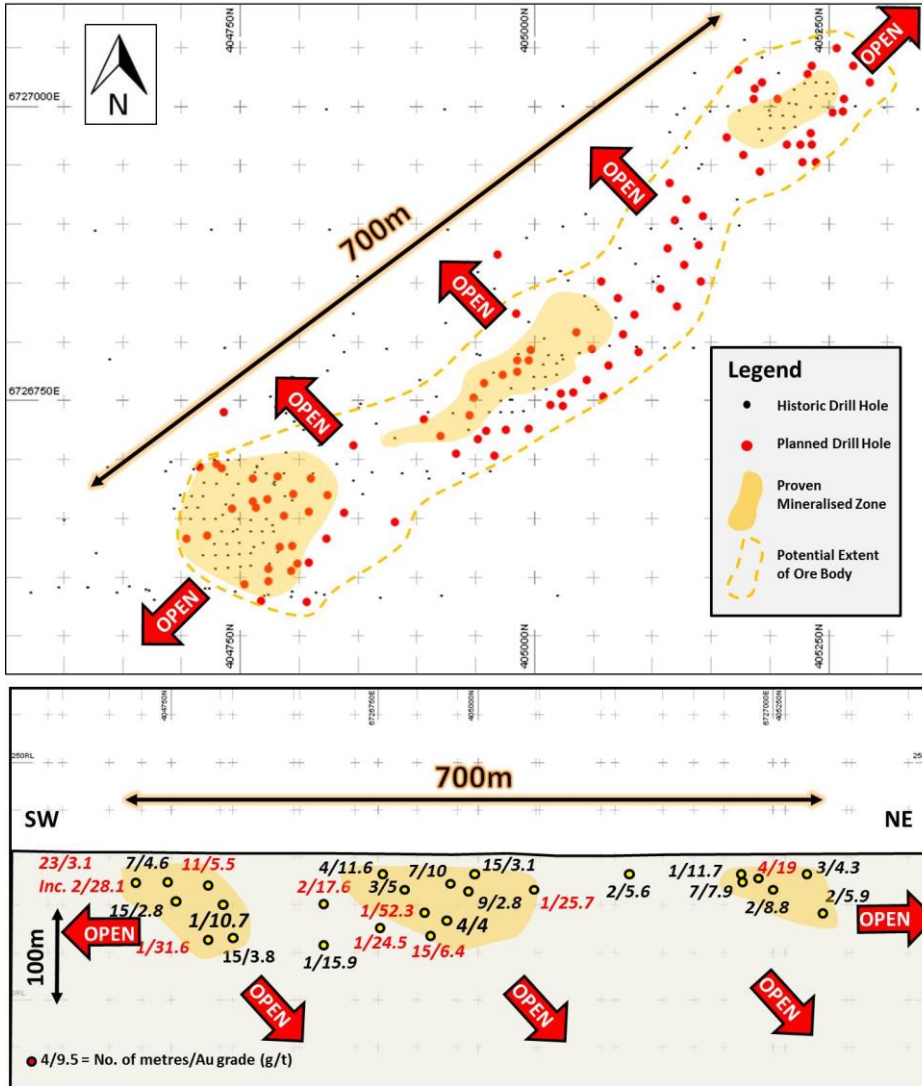 404750N
405000N
405250N
6727000E
N
OPEN
OPEN
OPEN
700m
OPEN
6726750E
Legend
Historic Drill Hole
Planned Drill Hole
Proven
Mineralised Zone
Potential Extent
of Ore Body
OPEN
404750N
405000N
405250N
404750N
6726750E
405000N
6727000E
405250N
250RL
25
700m
SW
NE
23/3.1
7/4.6
11/5.5
4/11.6
7/10
15/3.1
1/11.7
4/19
3/4.3
Inc. 2/28.1
2/17.6
3/5
9/2.8
1/25.7
2/5.6
7/7.9
2/8.8
2/5.9
15/2.8
1/10.7
1/52.3
4/4
OPEN
1/31.6
15/3.8
1/24.5
15/6.4
OPEN
1/15.9
100m
0RL
OPEN
OPEN
OPEN
4/9.5 = No. of metres/Au grade (g/t)